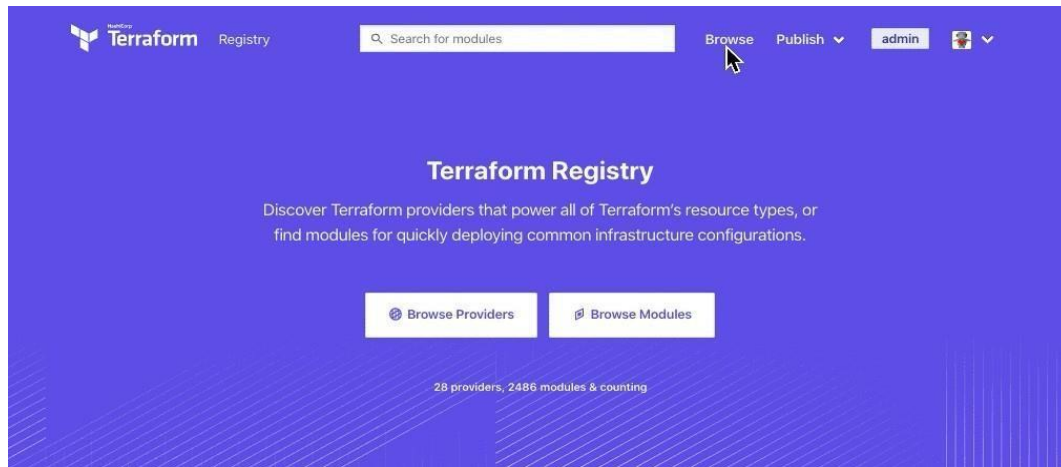 HashiCorp
Terraform Registry
Search for modules
Browse Publish admin
Terraform Registry
Discover Terraform providers that power all of Terraform's resource types, or
find modules for quickly deploying common infrastructure configurations.
Browse Providers Browse Modules
28 providers, 2486 modules & counting